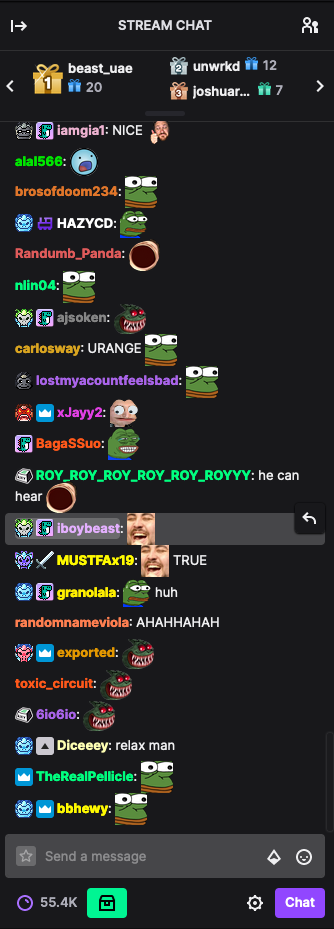 STREAM CHAT
1 beast_uae 20
2 unwrkd 12
3 joshuar... 7
iamgia1: NICE
alal566:
brosofdoom234:
HAZYCD:
Randumb_Panda:
nlin04:
ajsoken:
carlosway: URANGE
lostmyacountfeelsbad:
xJayy2:
BagaSSuo:
ROY_ROY_ROY_ROY_ROY_ROYYY: he can
hear
iboybeast:
MUSTFAx19: TRUE
granolala: huh
randomnameviola: AHAHHAHAH
exported:
toxic_circuit:
6io6io:
Diceeey: relax man
TheRealPellicle:
bbhewy:
Send a message
55.4K
Chat